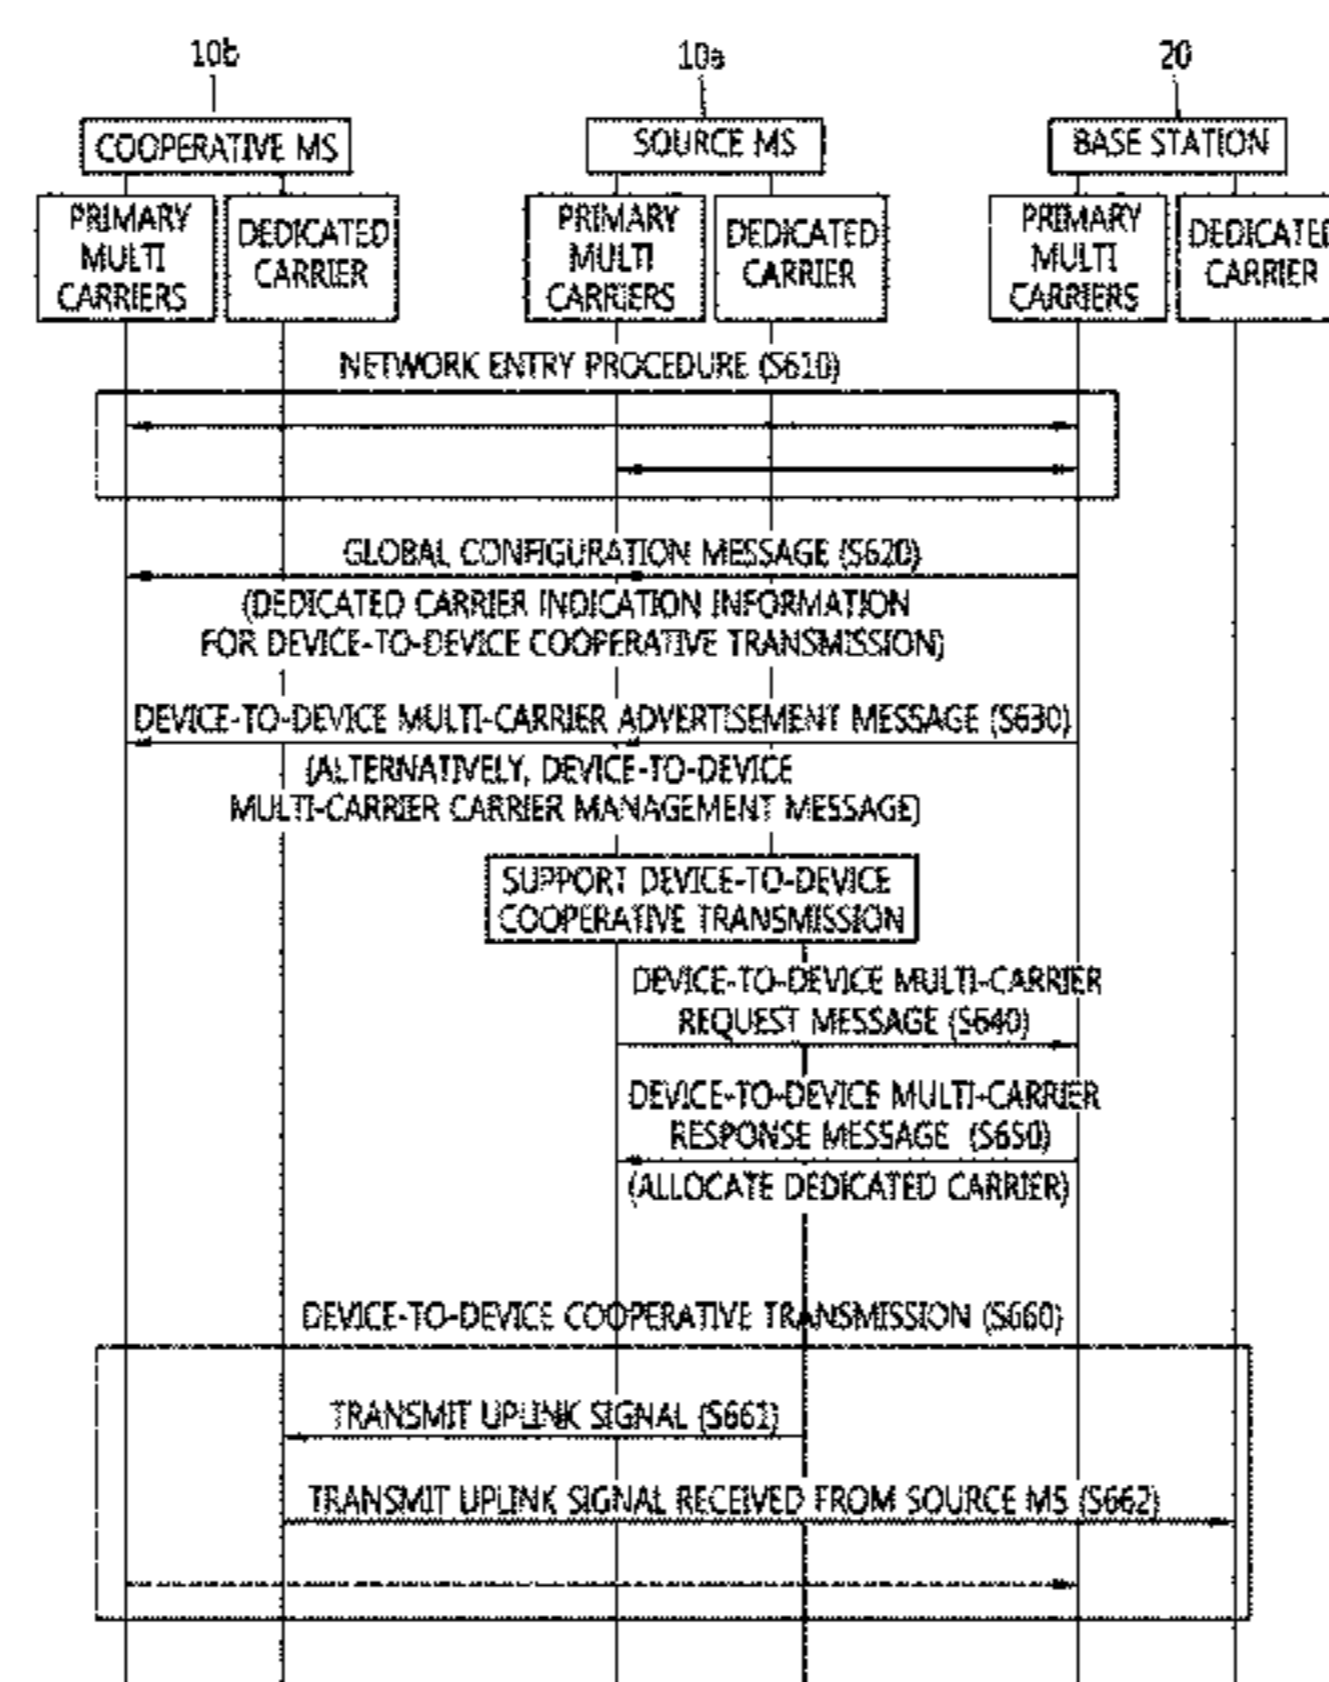 10b
10a
20
COOPERATIVE MS
SOURCE MS
BASE STATION
PRIMARY
MULTI
CARRIERS
DEDICATED
CARRIER
PRIMARY
MULTI
CARRIERS
DEDICATED
CARRIER
PRIMARY
MULTI
CARRIERS
DEDICATED
CARRIER
NETWORK ENTRY PROCEDURE (S610)
GLOBAL CONFIGURATION MESSAGE (S620)
(DEDICATED CARRIER INDICATION INFORMATION
FOR DEVICE-TO-DEVICE COOPERATIVE TRANSMISSION)
DEVICE-TO-DEVICE MULTI-CARRIER ADVERTISEMENT MESSAGE (S630)
(ALTERNATIVELY, DEVICE-TO-DEVICE
MULTI-CARRIER CARRIER MANAGEMENT MESSAGE)
SUPPORT DEVICE-TO-DEVICE
COOPERATIVE TRANSMISSION
DEVICE-TO-DEVICE MULTI-CARRIER
REQUEST MESSAGE (S640)
DEVICE-TO-DEVICE MULTI-CARRIER
RESPONSE MESSAGE (S650)
(ALLOCATE DEDICATED CARRIER)
DEVICE-TO-DEVICE COOPERATIVE TRANSMISSION (S660)
TRANSMIT UPLINK SIGNAL (S661)
TRANSMIT UPLINK SIGNAL RECEIVED FROM SOURCE MS (S662)